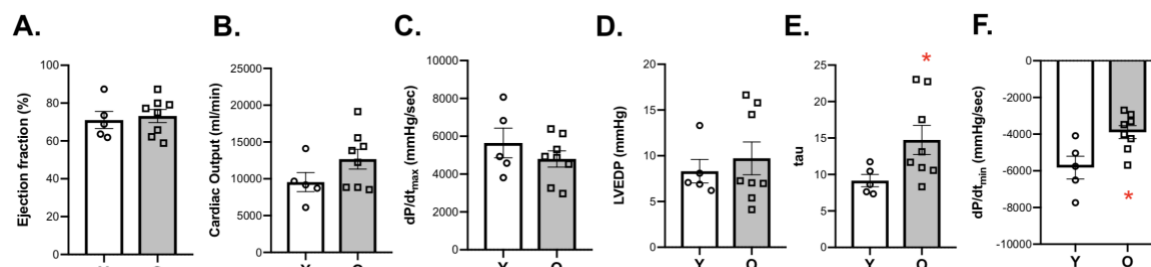 A.
Ejection fraction (%)
100
80
60
40
20
0
B.
Cardiac Output (ml/min)
25000
20000
15000
10000
5000
0
Y
O
C.
dP/dtmax (mmHg/sec)
10000
8000
6000
4000
2000
0
Y
O
D.
LVEDP (mmHg)
20
15
10
5
0
Y
O
E.
tau
25
20
15
10
5
0
*
Y
O
F.
dP/dtmin (mmHg/sec)
0
-2000
-4000
-6000
-8000
-10000
*
Y
O